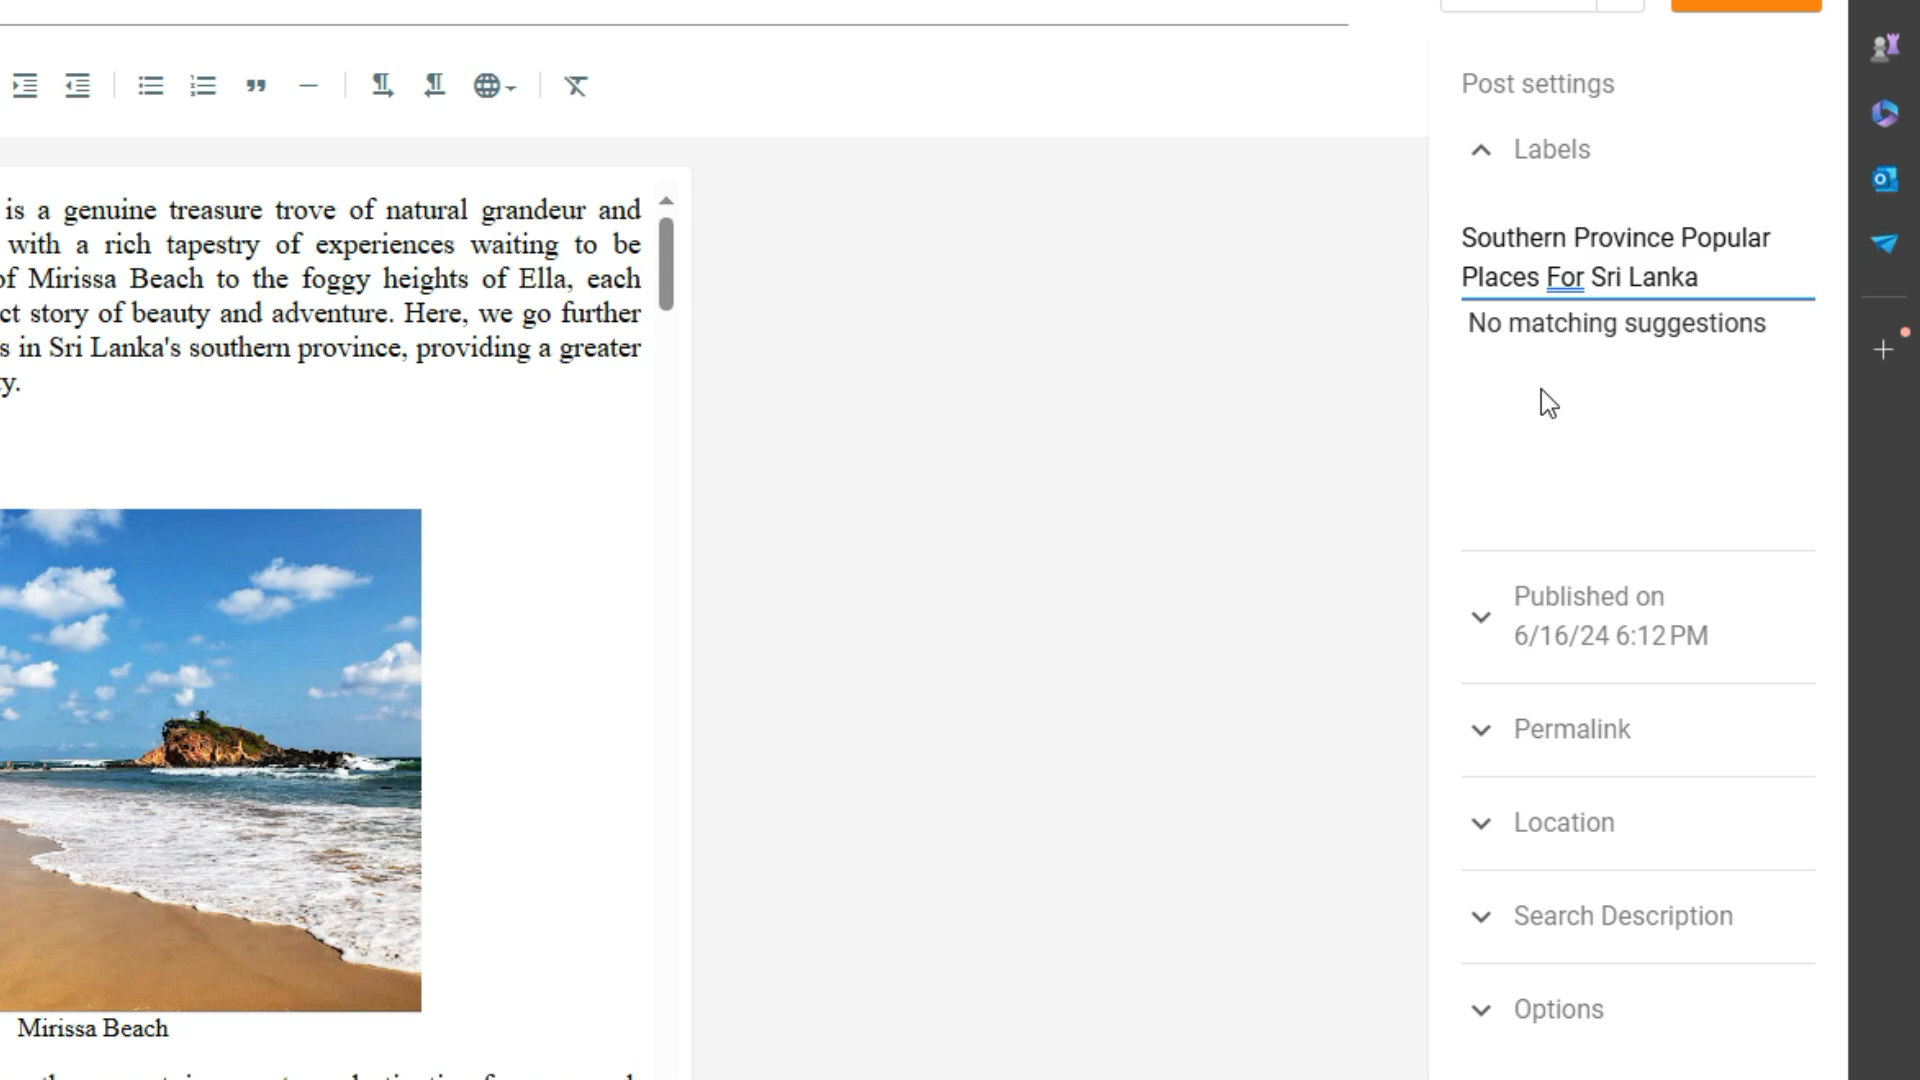 Post settings
Labels
Southern Province Popular
Places For Sri Lanka
No matching suggestions
Published on
6/16/24 6:12 PM
Permalink
Location
Search Description
Options
is a genuine treasure trove of natural grandeur and
with a rich tapestry of experiences waiting to be
of Mirissa Beach to the foggy heights of Ella, each
ct story of beauty and adventure. Here, we go further
s in Sri Lanka's southern province, providing a greater
ty.
Mirissa Beach